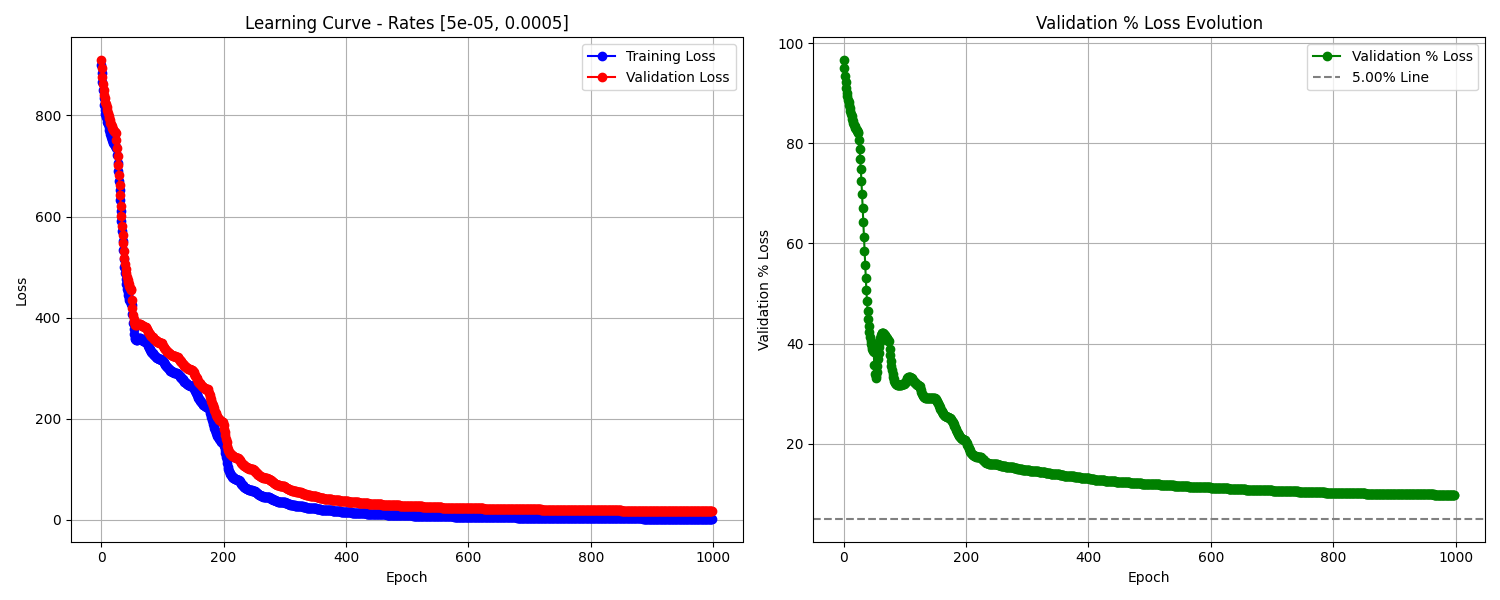 Learning Curve - Rates [5e-05, 0.0005]
Training Loss
Validation Loss
Loss
800
600
400
200
0
0 200 400 600 800 1000
Epoch
Validation % Loss Evolution
Validation % Loss
5.00% Line
Validation % Loss
100
80
60
40
20
0 200 400 600 800 1000
Epoch